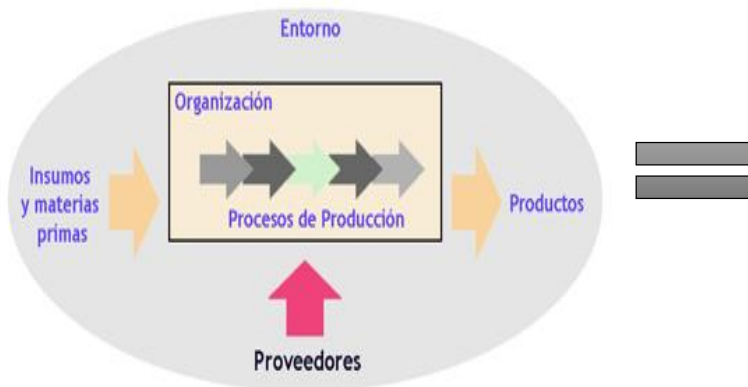 Entorno
Organización
Insumos
y materias
primas
Procesos de Producción
Productos
Proveedores